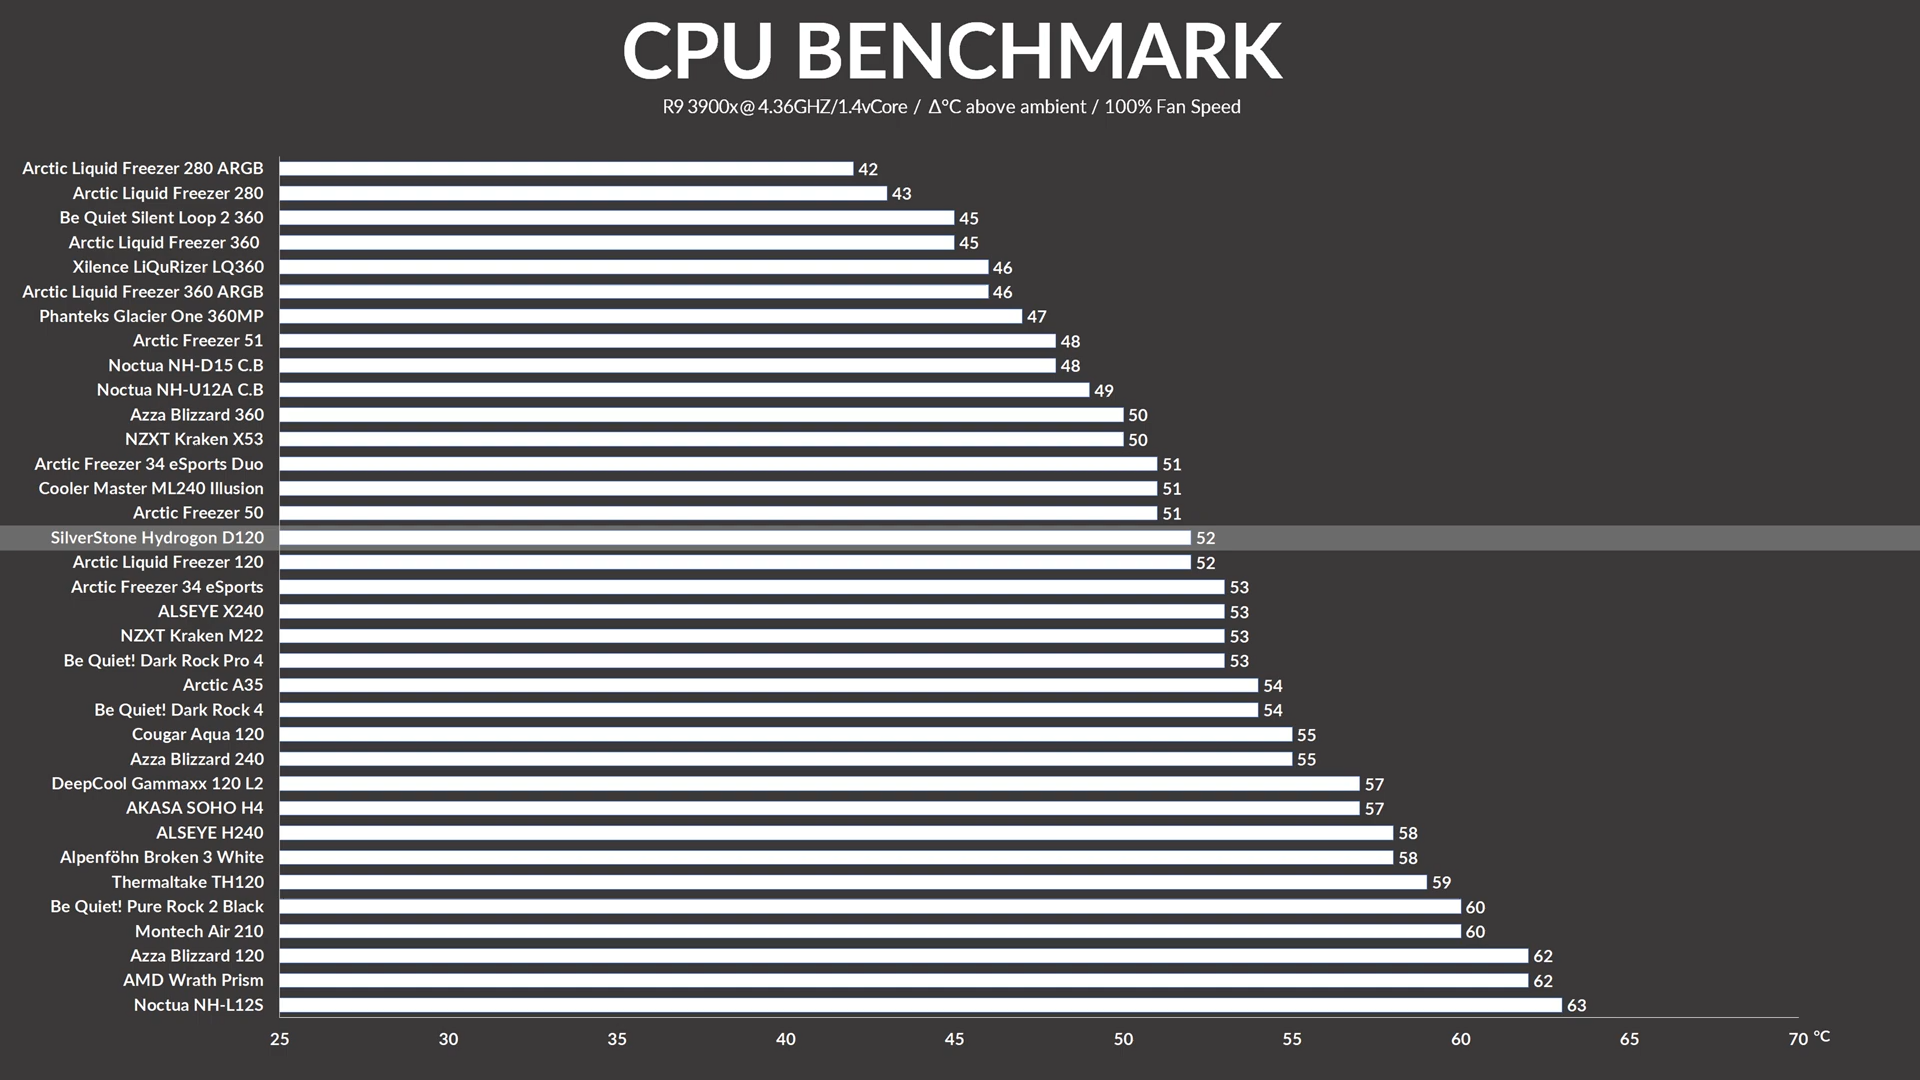 CPU BENCHMARK
R9 3900x@4.36GHZ/1.4vCore / Δ°C above ambient / 100% Fan Speed
Arctic Liquid Freezer 280 ARGB 42
Arctic Liquid Freezer 280 43
Be Quiet Silent Loop 2 360 45
Arctic Liquid Freezer 360 45
Xilence LiQuRizer LQ360 46
Arctic Liquid Freezer 360 ARGB 46
Phanteks Glacier One 360MP 47
Arctic Freezer 51 48
Noctua NH-D15 C.B 48
Noctua NH-U12A C.B 49
Azza Blizzard 360 50
NZXT Kraken X53 50
Arctic Freezer 34 eSports Duo 51
Cooler Master ML240 Illusion 51
Arctic Freezer 50 51
SilverStone Hydrogon D120 52
Arctic Liquid Freezer 120 52
Arctic Freezer 34 eSports 53
ALSEYE X240 53
NZXT Kraken M22 53
Be Quiet! Dark Rock Pro 4 53
Arctic A35 54
Be Quiet! Dark Rock 4 54
Cougar Aqua 120 55
Azza Blizzard 240 55
DeepCool Gammaxx 120 L2 57
AKASA SOHO H4 57
ALSEYE H240 58
Alpenföhn Broken 3 White 58
Thermaltake TH120 59
Be Quiet! Pure Rock 2 Black 60
Montech Air 210 60
Azza Blizzard 120 62
AMD Wrath Prism 62
Noctua NH-L12S 63
25 30 35 40 45 50 55 60 65 70 °C